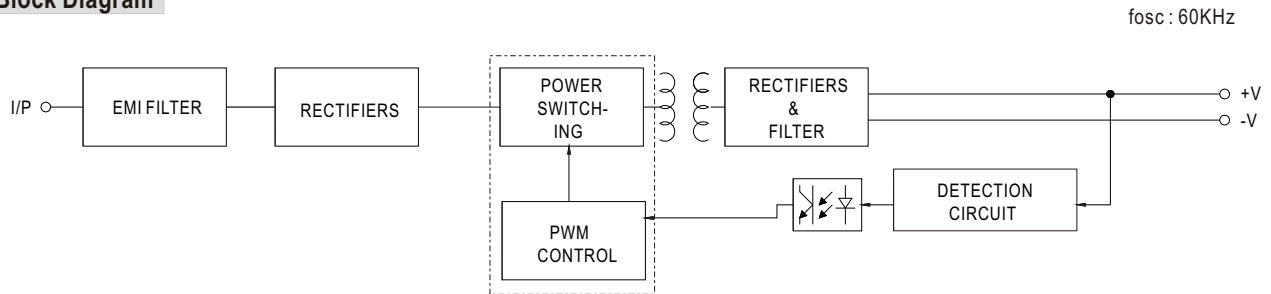 Block Diagram
fosc : 60KHz
I/P
EMI FILTER
RECTIFIERS
POWER
SWITCH-
ING
RECTIFIERS
&
FILTER
+V
-V
PWM
CONTROL
DETECTION
CIRCUIT